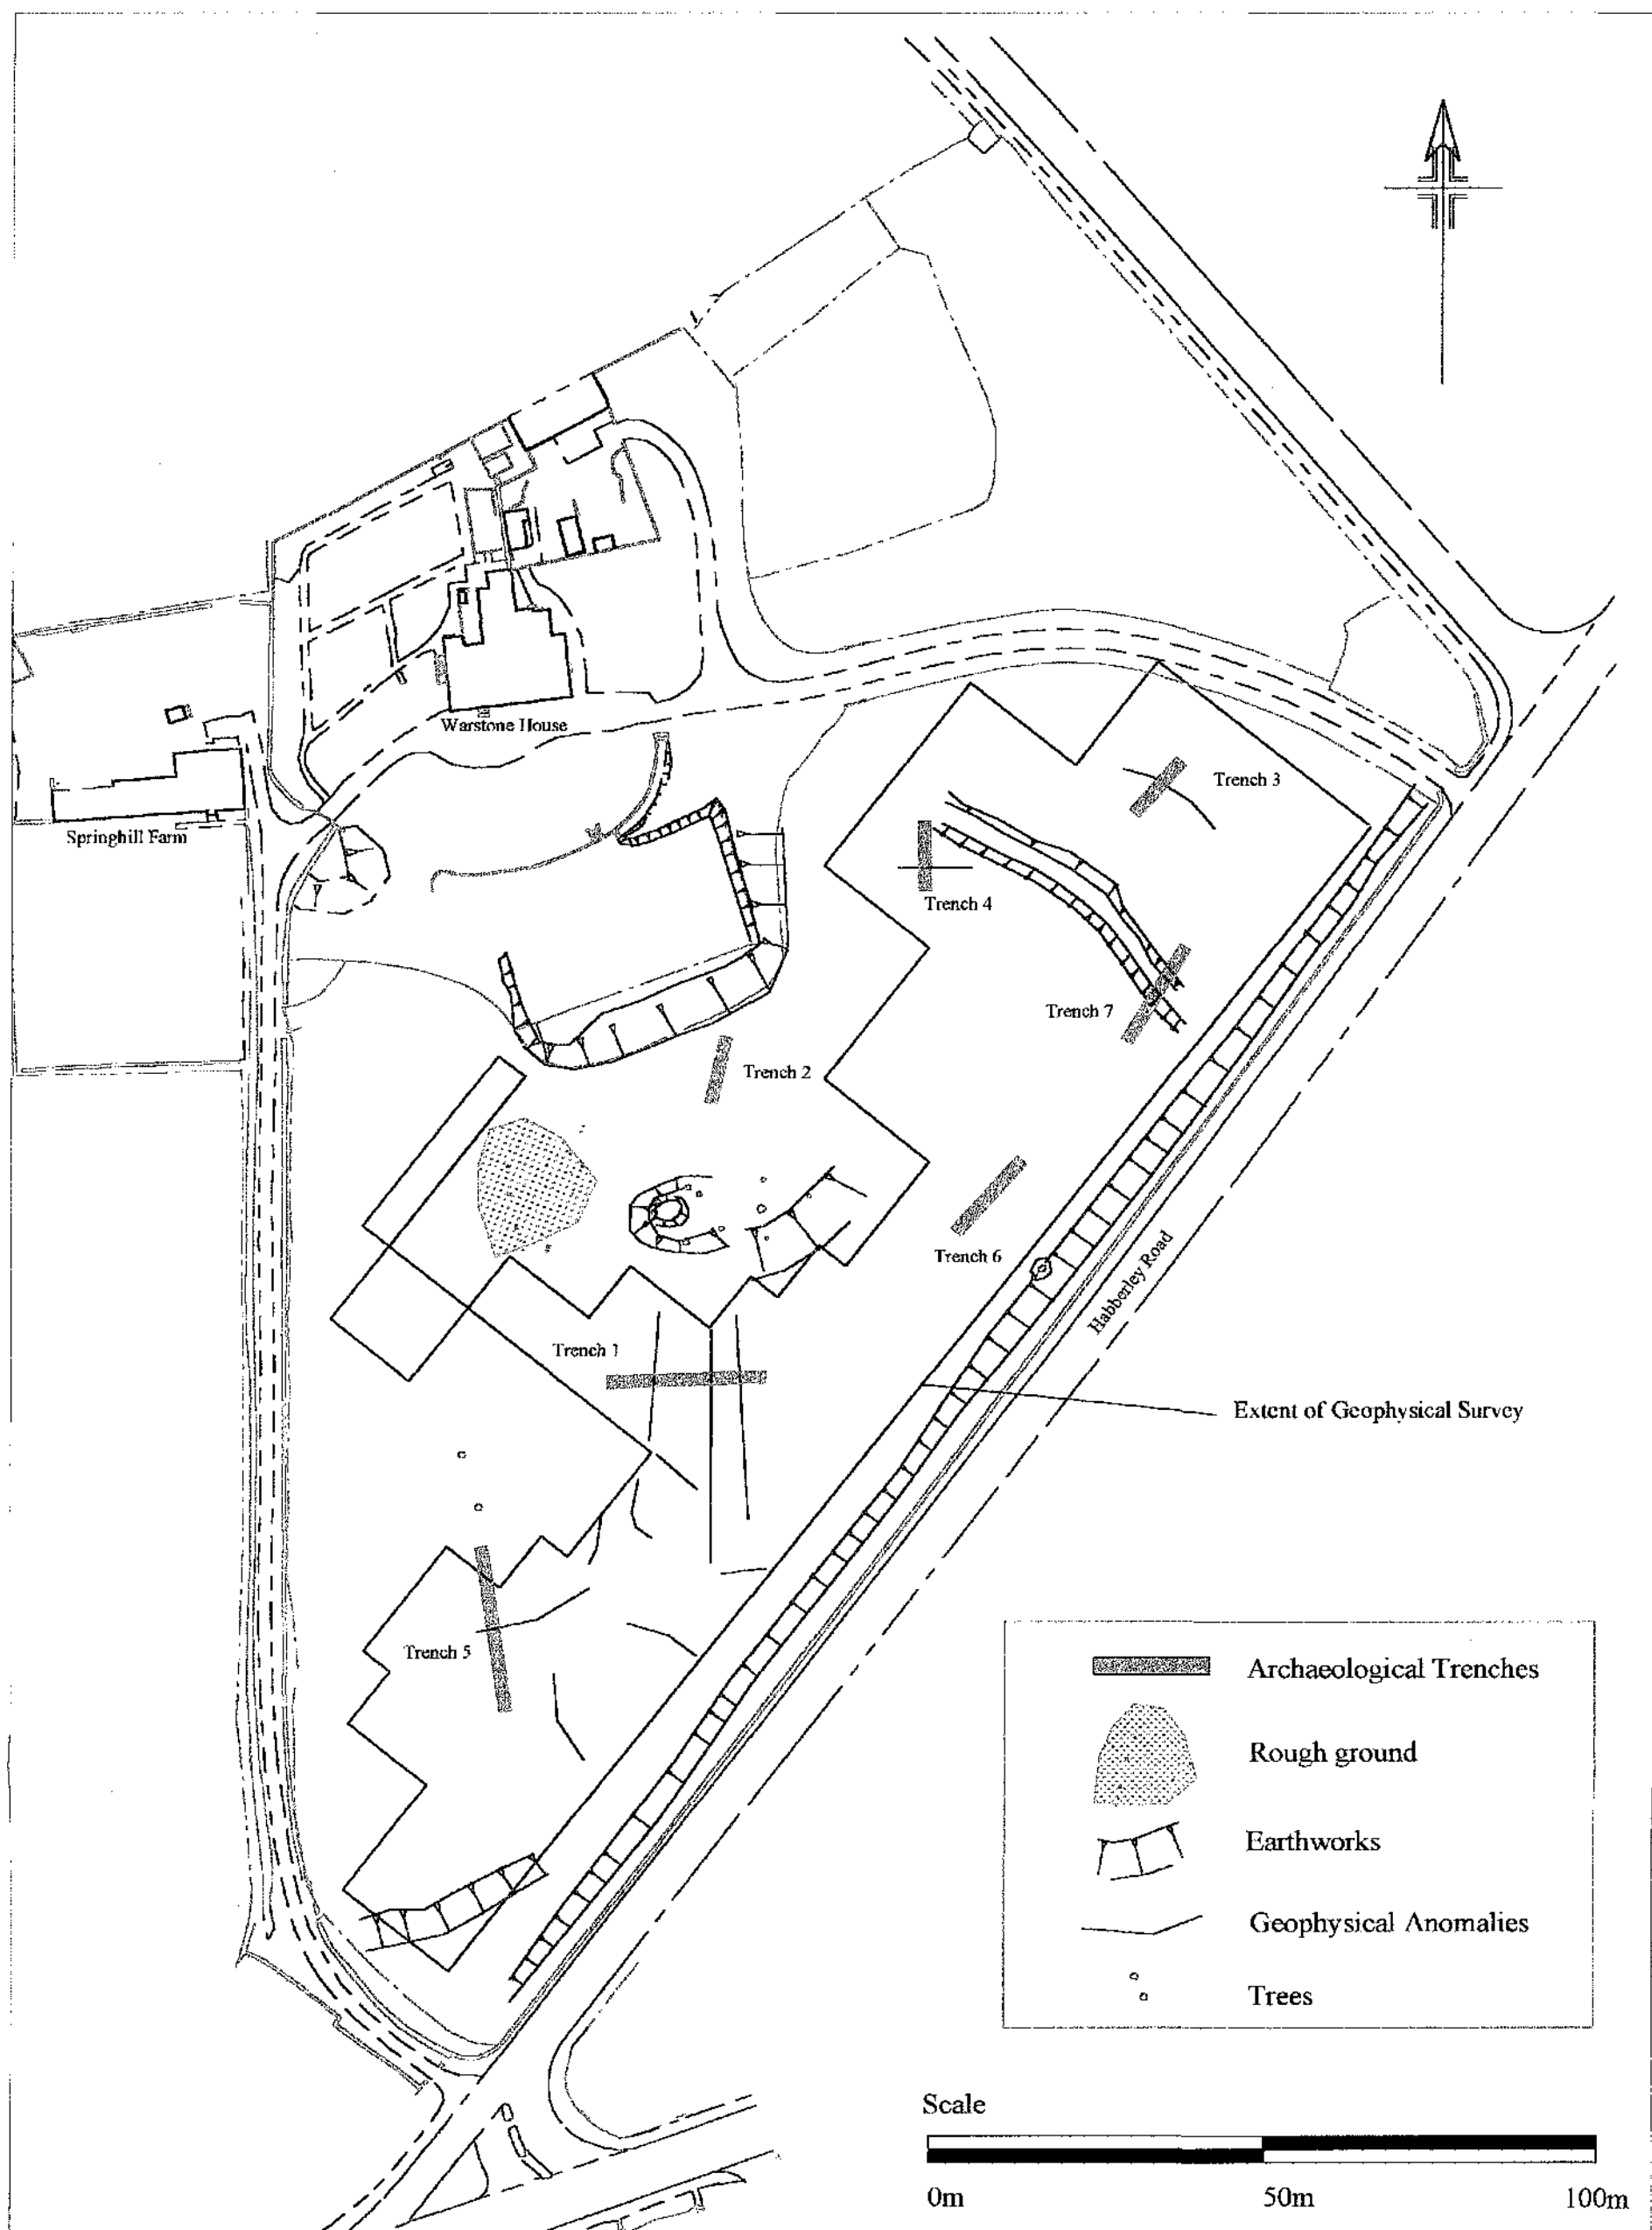 Warstone House
Trench 3
Springhill Farm
Trench 4
Trench 7
Trench 2
Trench 6
Habberley Road
Trench 1
Extent of Geophysical Survey
Trench 5
Archaeological Trenches
Rough ground
Earthworks
Geophysical Anomalies
Trees
Scale
0m 50m 100m